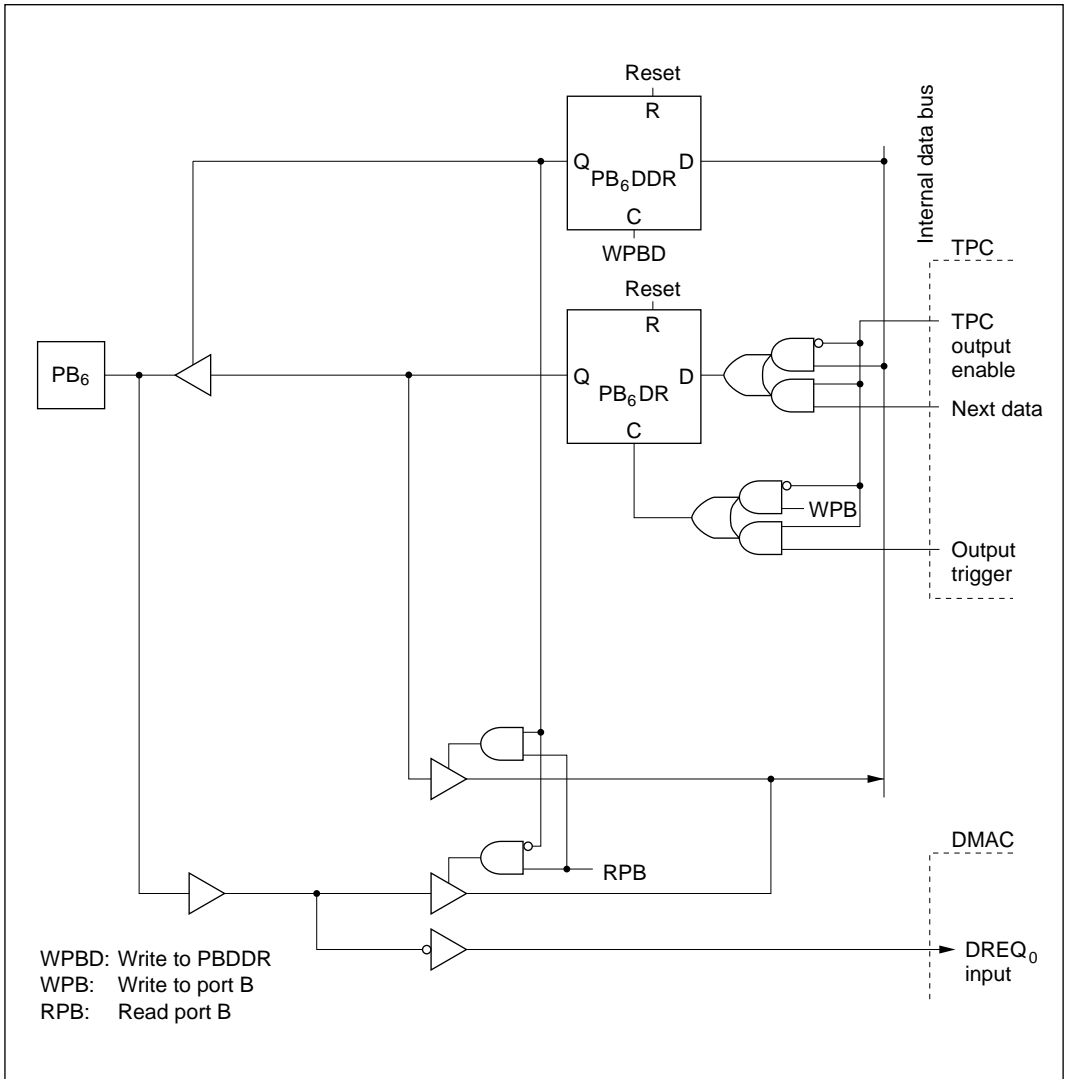 Reset
R
Q
D
PB6DDR
C
WPBD
Internal data bus
TPC
Reset
R
Q
D
PB6DR
C
PB6
TPC
output
enable
Next data
WPB
Output
trigger
RPB
DMAC
DREQ0
input
WPBD: Write to PBDDR
WPB: Write to port B
RPB: Read port B